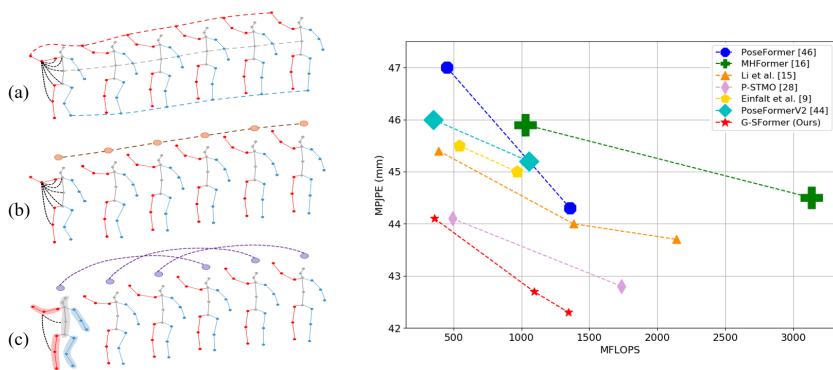 (a)
(b)
(c)
MPJPE (mm)
47
46
45
44
43
42
500
1000
1500
2000
2500
3000
MFLOPS
PoseFormer [46]
MHFormer [16]
Li et al. [15]
P-STMO [28]
Einfalt et al. [9]
PoseFormerV2 [44]
G-SFormer (Ours)